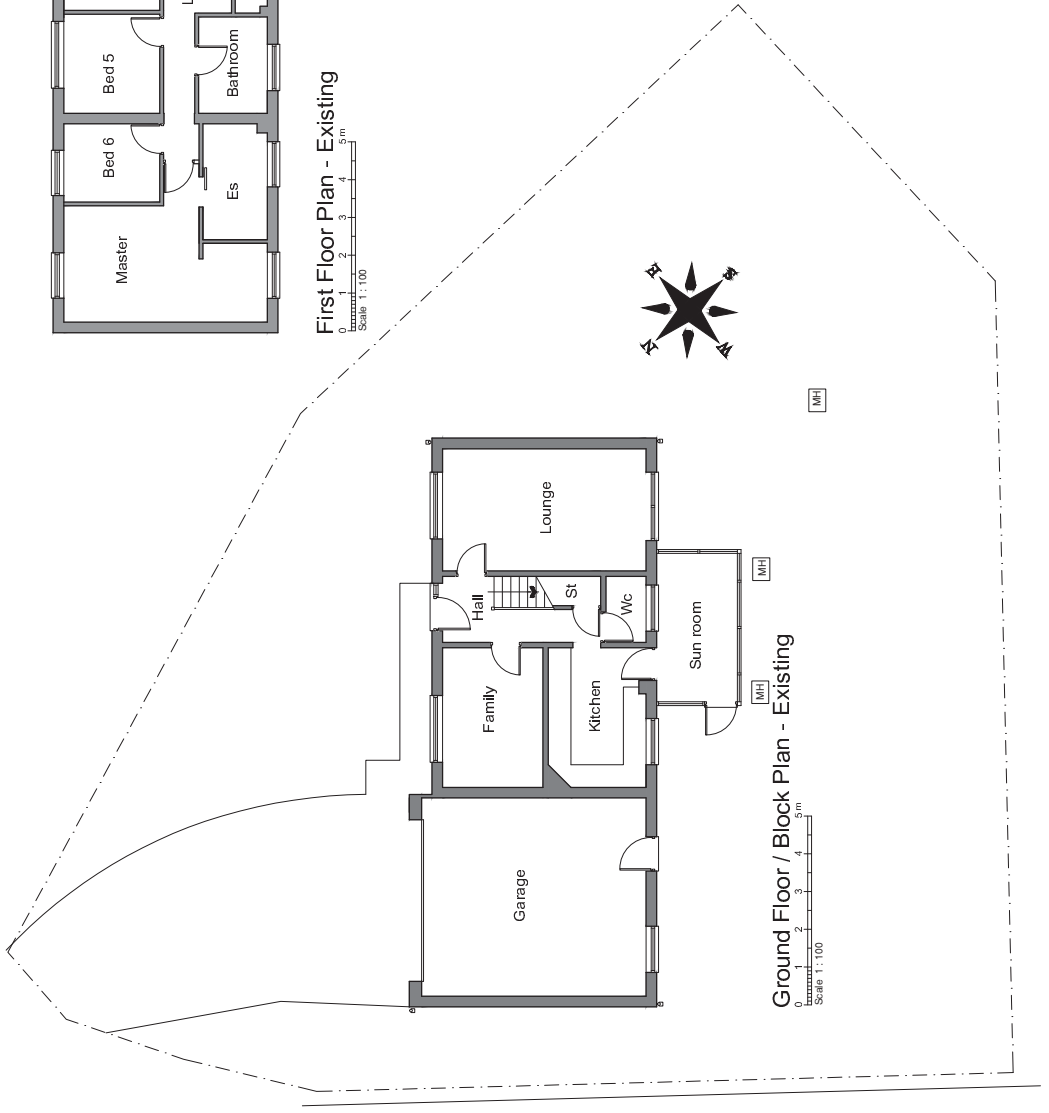 Bed 5
Bathroom
Bed 6
Es
Master
First Floor Plan - Existing
0 1 2 3 4 5 m
Scale 1 : 100
E
S
N
W
MH
Lounge
Hall
St
Wc
MH
Family
Kitchen
Sun room
MH
Garage
Ground Floor / Block Plan - Existing
0 1 2 3 4 5 m
Scale 1 : 100